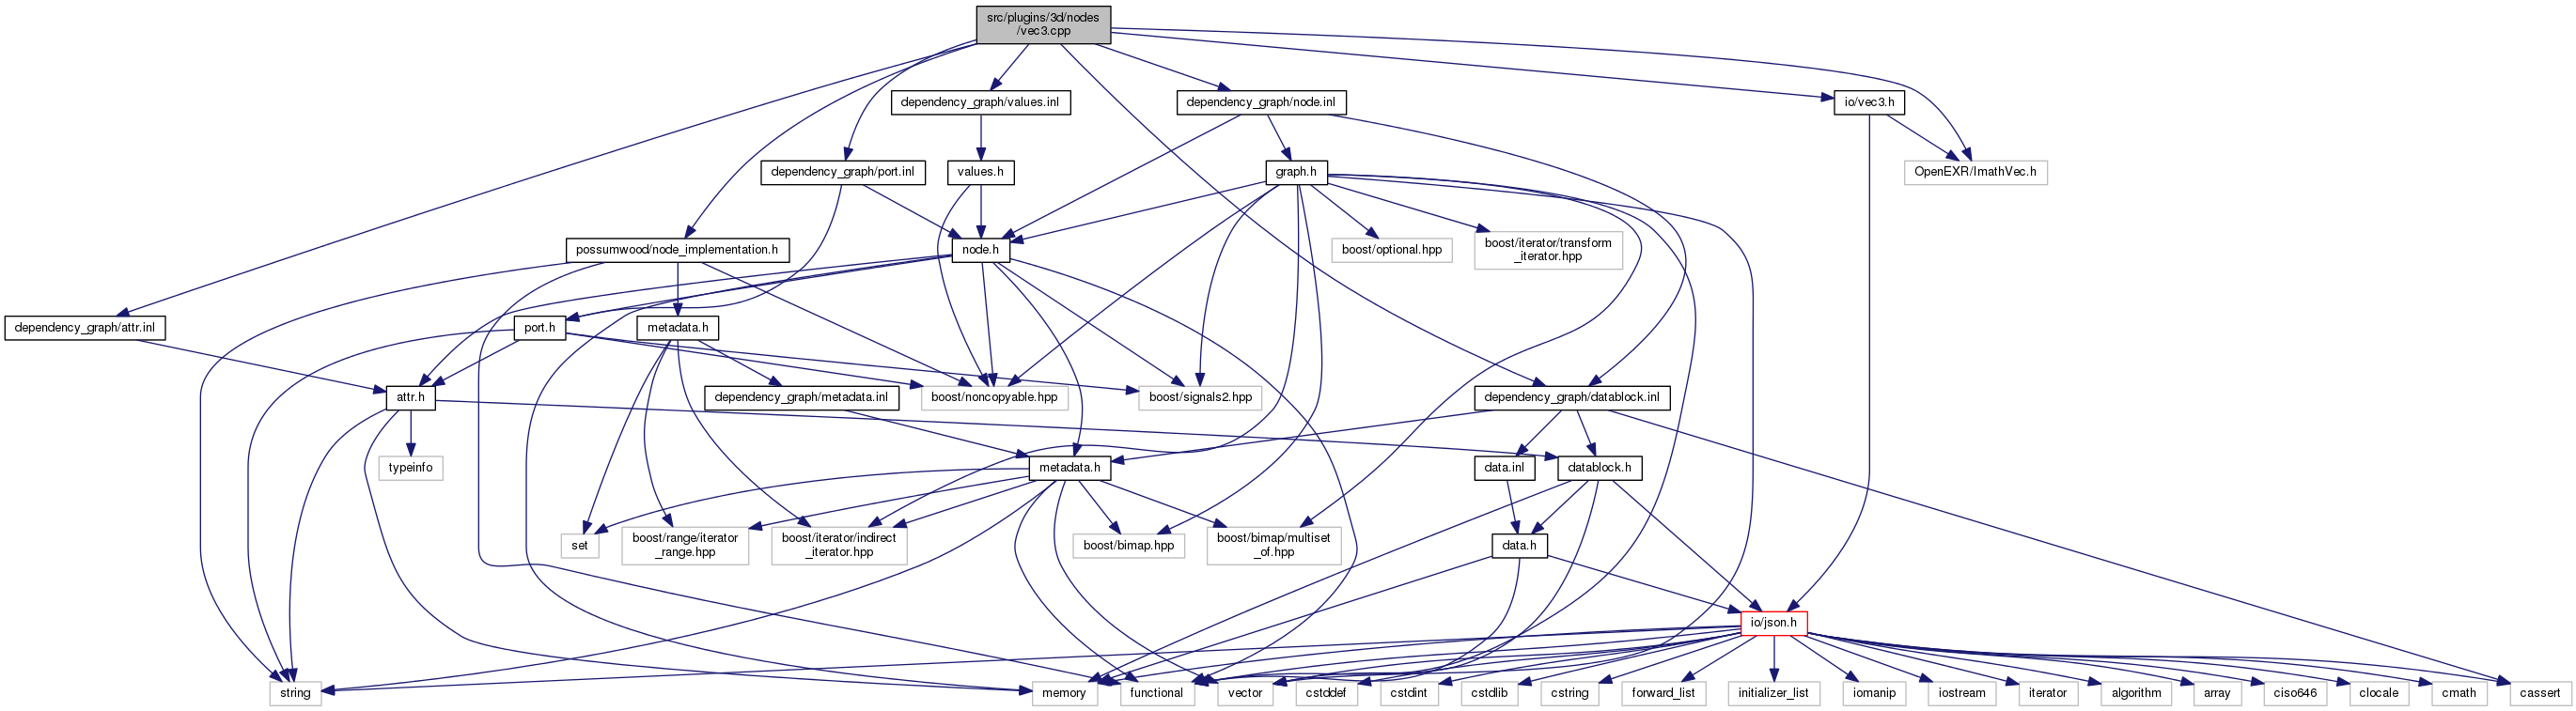 src/plugins/3d/nodes
/vec3.cpp
dependency_graph/values.inl
dependency_graph/node.inl
io/vec3.h
dependency_graph/port.inl
values.h
graph.h
OpenEXR/ImathVec.h
possumwood/node_implementation.h
node.h
boost/optional.hpp
boost/iterator/transform
_iterator.hpp
dependency_graph/attr.inl
port.h
metadata.h
attr.h
dependency_graph/metadata.inl
boost/noncopyable.hpp
boost/signals2.hpp
dependency_graph/datablock.inl
typeinfo
metadata.h
data.inl
datablock.h
set
boost/range/iterator
_range.hpp
boost/iterator/indirect
_iterator.hpp
boost/bimap.hpp
boost/bimap/multiset
_of.hpp
data.h
io/json.h
string
memory
functional
vector
cstddef
cstdint
cstdlib
cstring
forward_list
initializer_list
iomanip
iostream
iterator
algorithm
array
ciso646
clocale
cmath
cassert